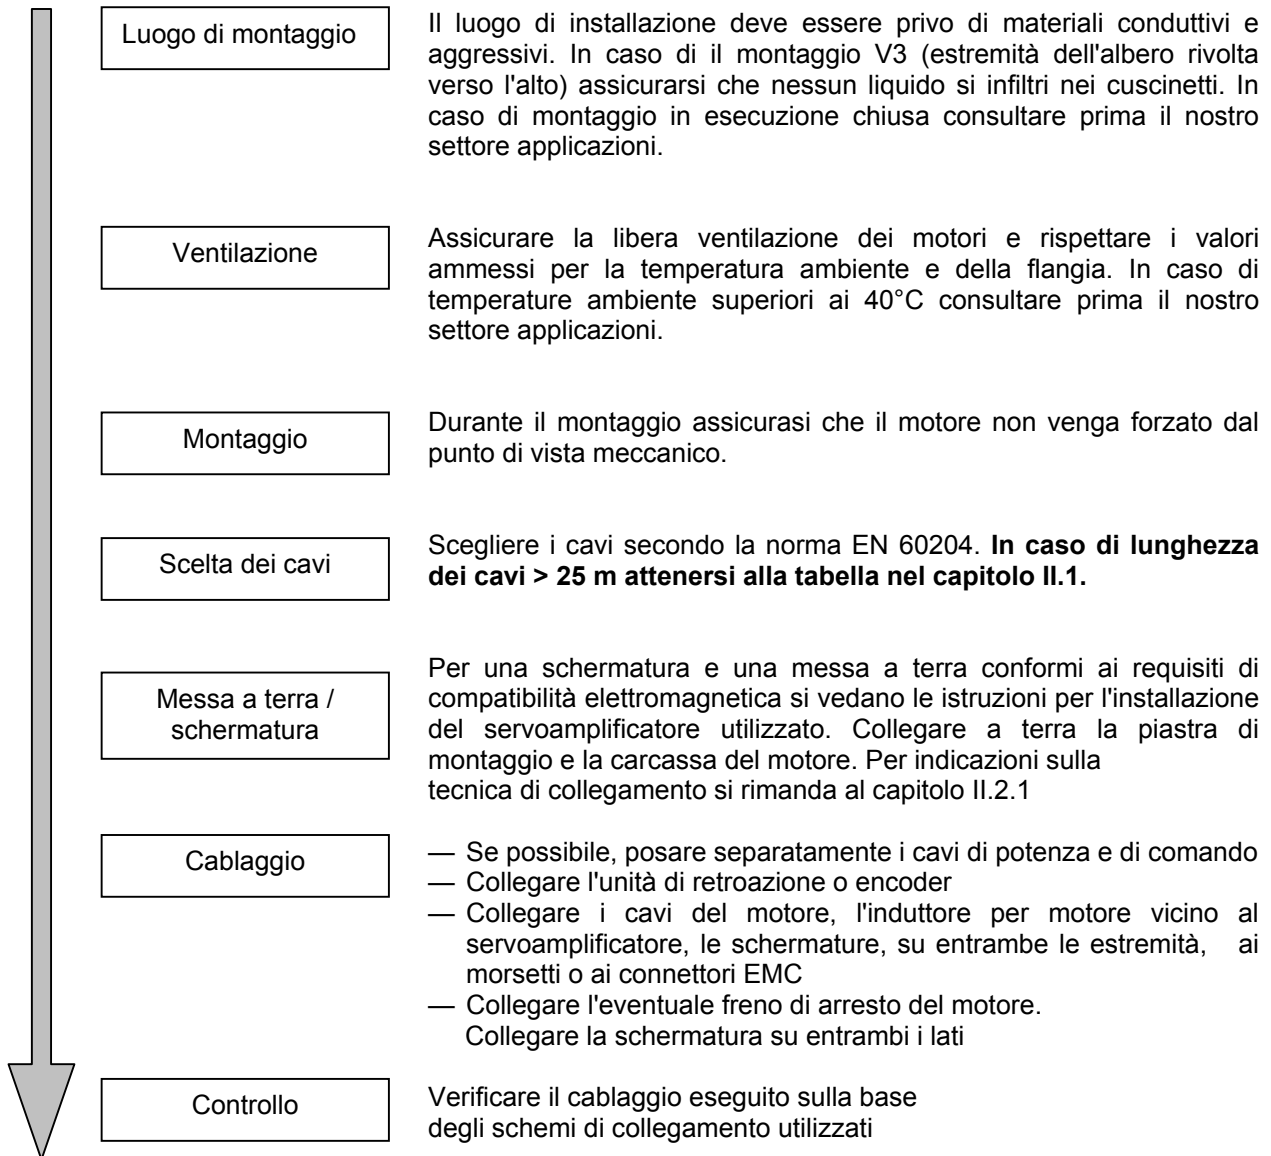 Luogo di montaggio
Il luogo di installazione deve essere privo di materiali conduttivi e
aggressivi. In caso di il montaggio V3 (estremità dell'albero rivolta
verso l'alto) assicurarsi che nessun liquido si infiltri nei cuscinetti. In
caso di montaggio in esecuzione chiusa consultare prima il nostro
settore applicazioni.
Ventilazione
Assicurare la libera ventilazione dei motori e rispettare i valori
ammessi per la temperatura ambiente e della flangia. In caso di
temperature ambiente superiori ai 40°C consultare prima il nostro
settore applicazioni.
Montaggio
Durante il montaggio assicurasi che il motore non venga forzato dal
punto di vista meccanico.
Scelta dei cavi
Scegliere i cavi secondo la norma EN 60204. In caso di lunghezza
dei cavi > 25 m attenersi alla tabella nel capitolo II.1.
Messa a terra /
schermatura
Per una schermatura e una messa a terra conformi ai requisiti di
compatibilità elettromagnetica si vedano le istruzioni per l'installazione
del servoamplificatore utilizzato. Collegare a terra la piastra di
montaggio e la carcassa del motore. Per indicazioni sulla
tecnica di collegamento si rimanda al capitolo II.2.1
Cablaggio
— Se possibile, posare separatamente i cavi di potenza e di comando
— Collegare l'unità di retroazione o encoder
— Collegare i cavi del motore, l'induttore per motore vicino al
servoamplificatore, le schermature, su entrambe le estremità, ai
morsetti o ai connettori EMC
— Collegare l'eventuale freno di arresto del motore.
Collegare la schermatura su entrambi i lati
Controllo
Verificare il cablaggio eseguito sulla base
degli schemi di collegamento utilizzati